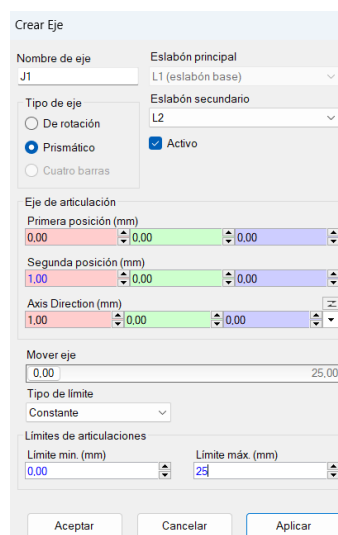 Crear Eje
Nombre de eje
Eslabón principal
J1
L1 (eslabón base)
Tipo de eje
Eslabón secundario
De rotación
L2
Prismático
Activo
Cuatro barras
Eje de articulación
Primera posición (mm)
0,00 0,00 0,00
Segunda posición (mm)
1,00 0,00 0,00
Axis Direction (mm)
1,00 0,00 0,00
Mover eje
0,00 25,00
Tipo de límite
Constante
Límites de articulaciones
Límite min. (mm) Límite máx. (mm)
0,00 25
Aceptar Cancelar Aplicar